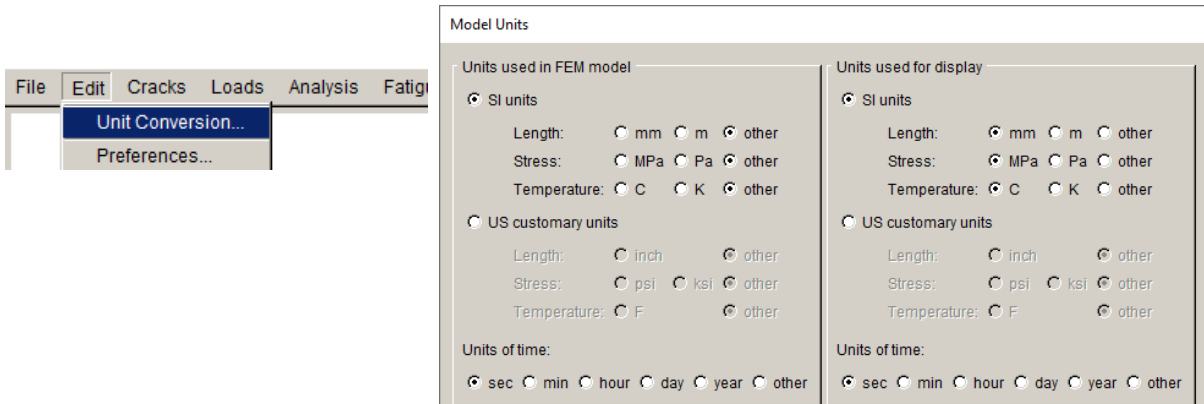 File Edit Cracks Loads Analysis
Unit Conversion...
Preferences...
Model Units
Units used in FEM model
SI units
Length: mm m other
Stress: MPa Pa other
Temperature: C K other
US customary units
Length: inch other
Stress: psi ksi other
Temperature: F other
Units of time:
sec min hour day year other
Units used for display
SI units
Length: mm m other
Stress: MPa Pa other
Temperature: C K other
US customary units
Length: inch other
Stress: psi ksi other
Temperature: F other
Units of time:
sec min hour day year other